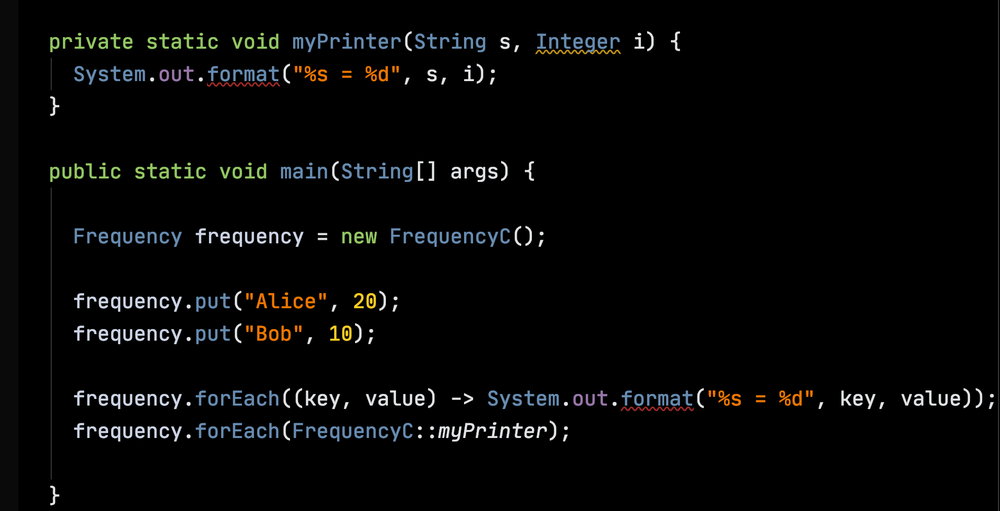 private static void myPrinter(String s, Integer i) {
  System.out.format("%s = %d", s, i);
}
public static void main(String[] args) {
  Frequency frequency = new FrequencyC();
  frequency.put("Alice", 20);
  frequency.put("Bob", 10);
  frequency.forEach((key, value) -> System.out.format("%s = %d", key, value));
  frequency.forEach(FrequencyC::myPrinter);
}